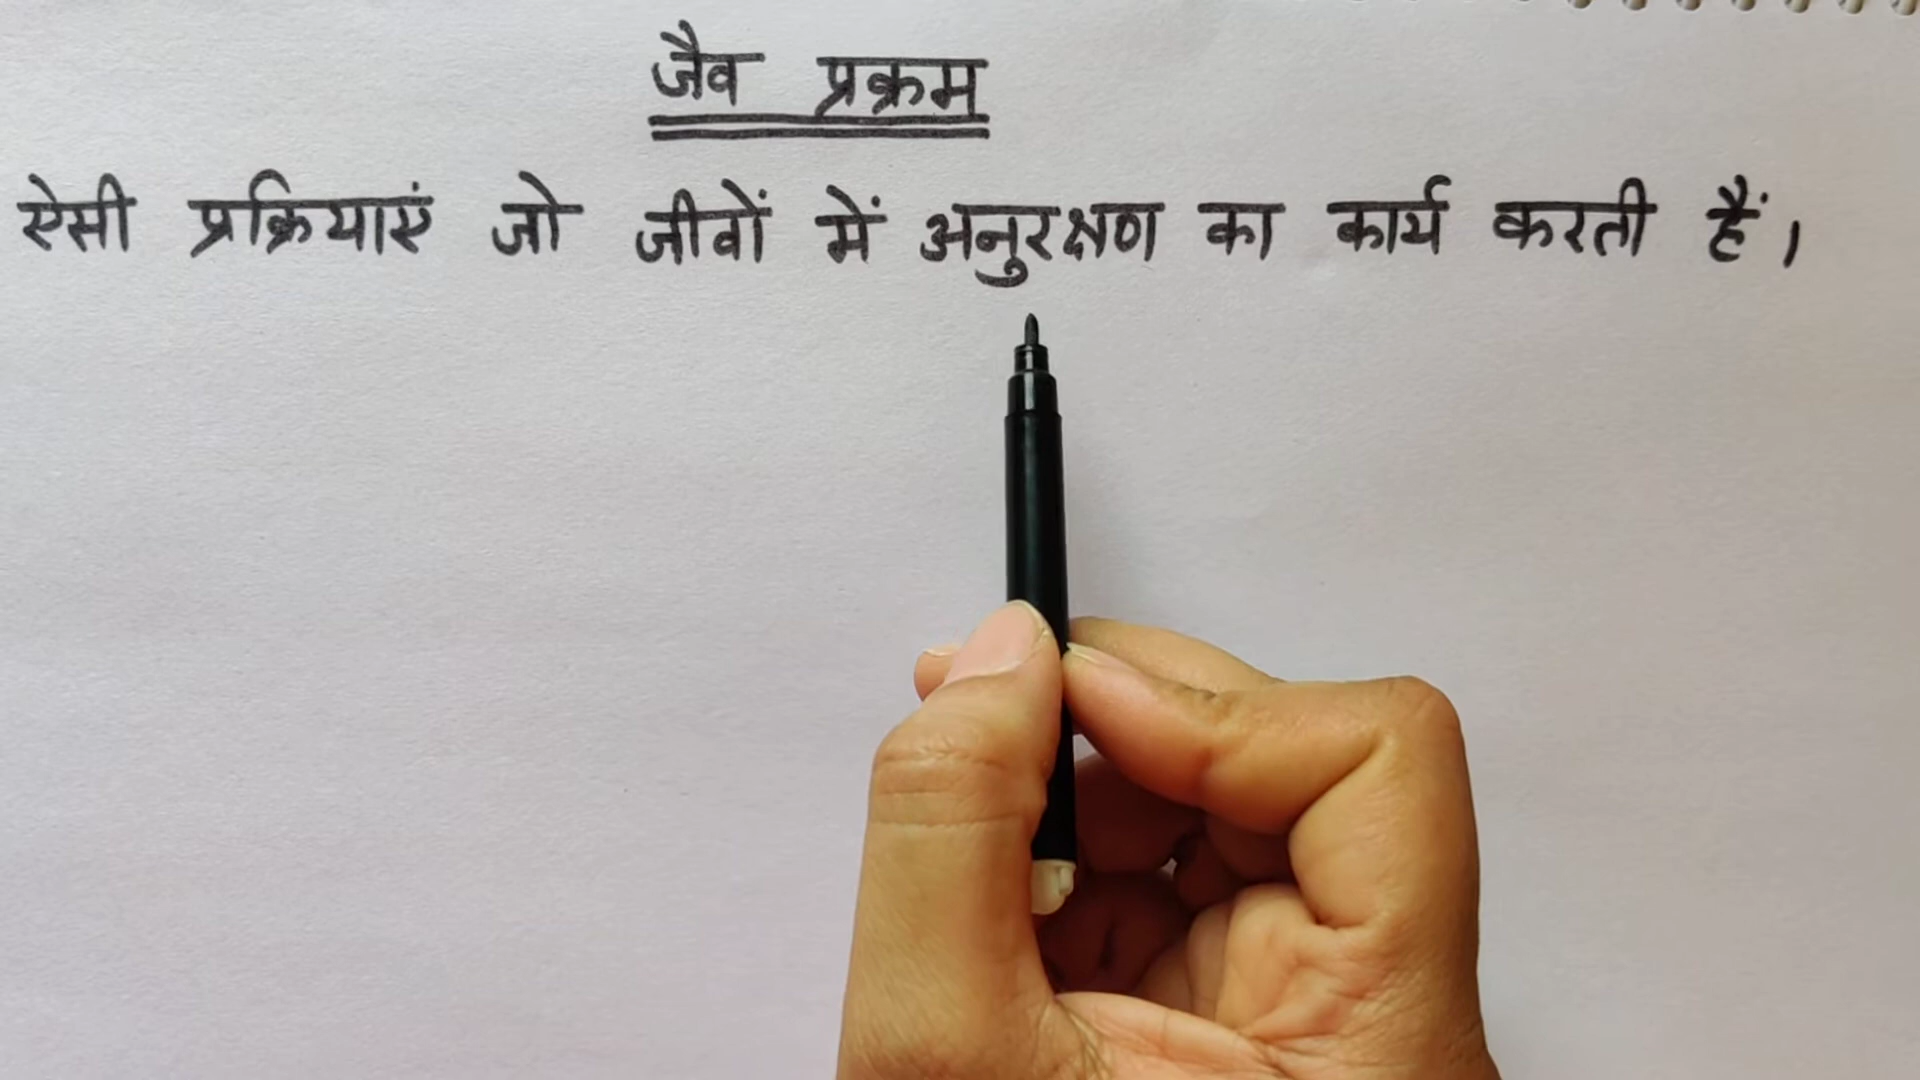 जैव प्रक्रम
ऐसी प्रक्रियाएं जो जीवों में अनुरक्षण का कार्य करती हैं।